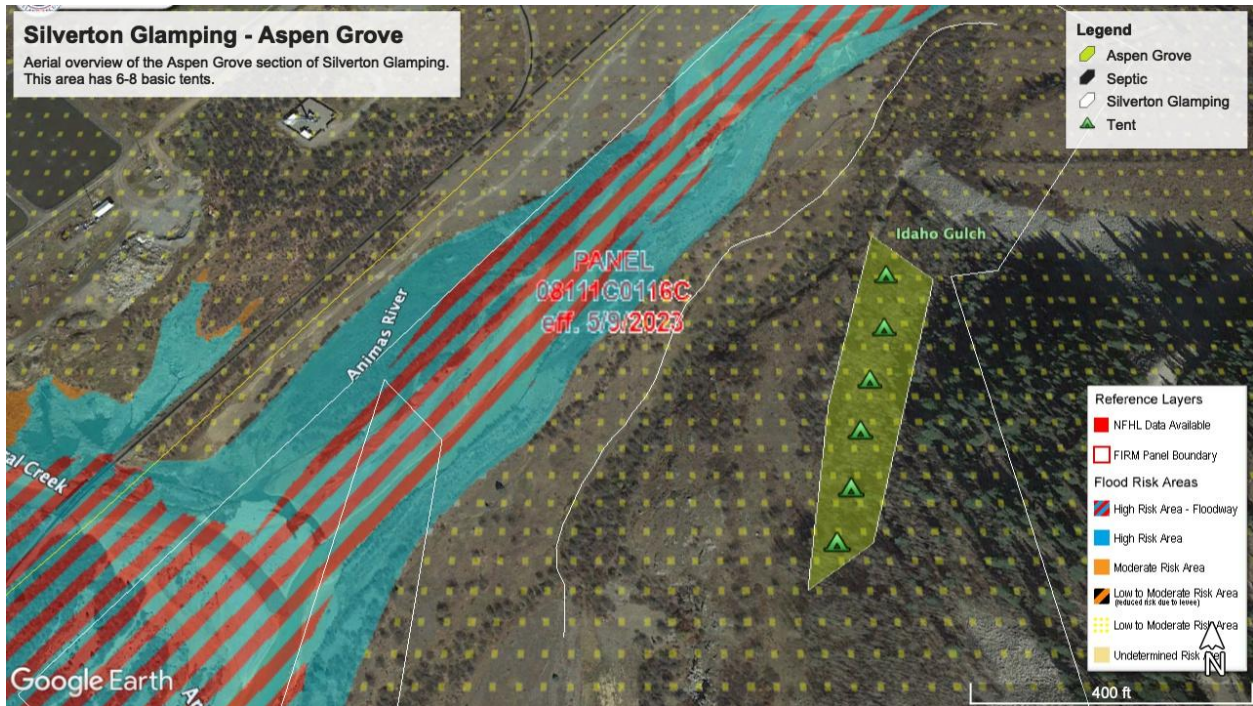 Silverton Glamping - Aspen Grove
Aerial overview of the Aspen Grove section of Silverton Glamping.
This area has 6-8 basic tents.
Legend
Aspen Grove
Septic
Silverton Glamping
Tent
Idaho Gulch
PANEL
08111C0116C
eff. 5/9/2023
Animas River
ral Creek
Reference Layers
NFHL Data Available
FIRM Panel Boundary
Flood Risk Areas
High Risk Area - Floodway
High Risk Area
Moderate Risk Area
Low to Moderate Risk Area
(reduced risk due to levee)
Low to Moderate Risk Area
Undetermined Risk
N
Google Earth
An
400 ft